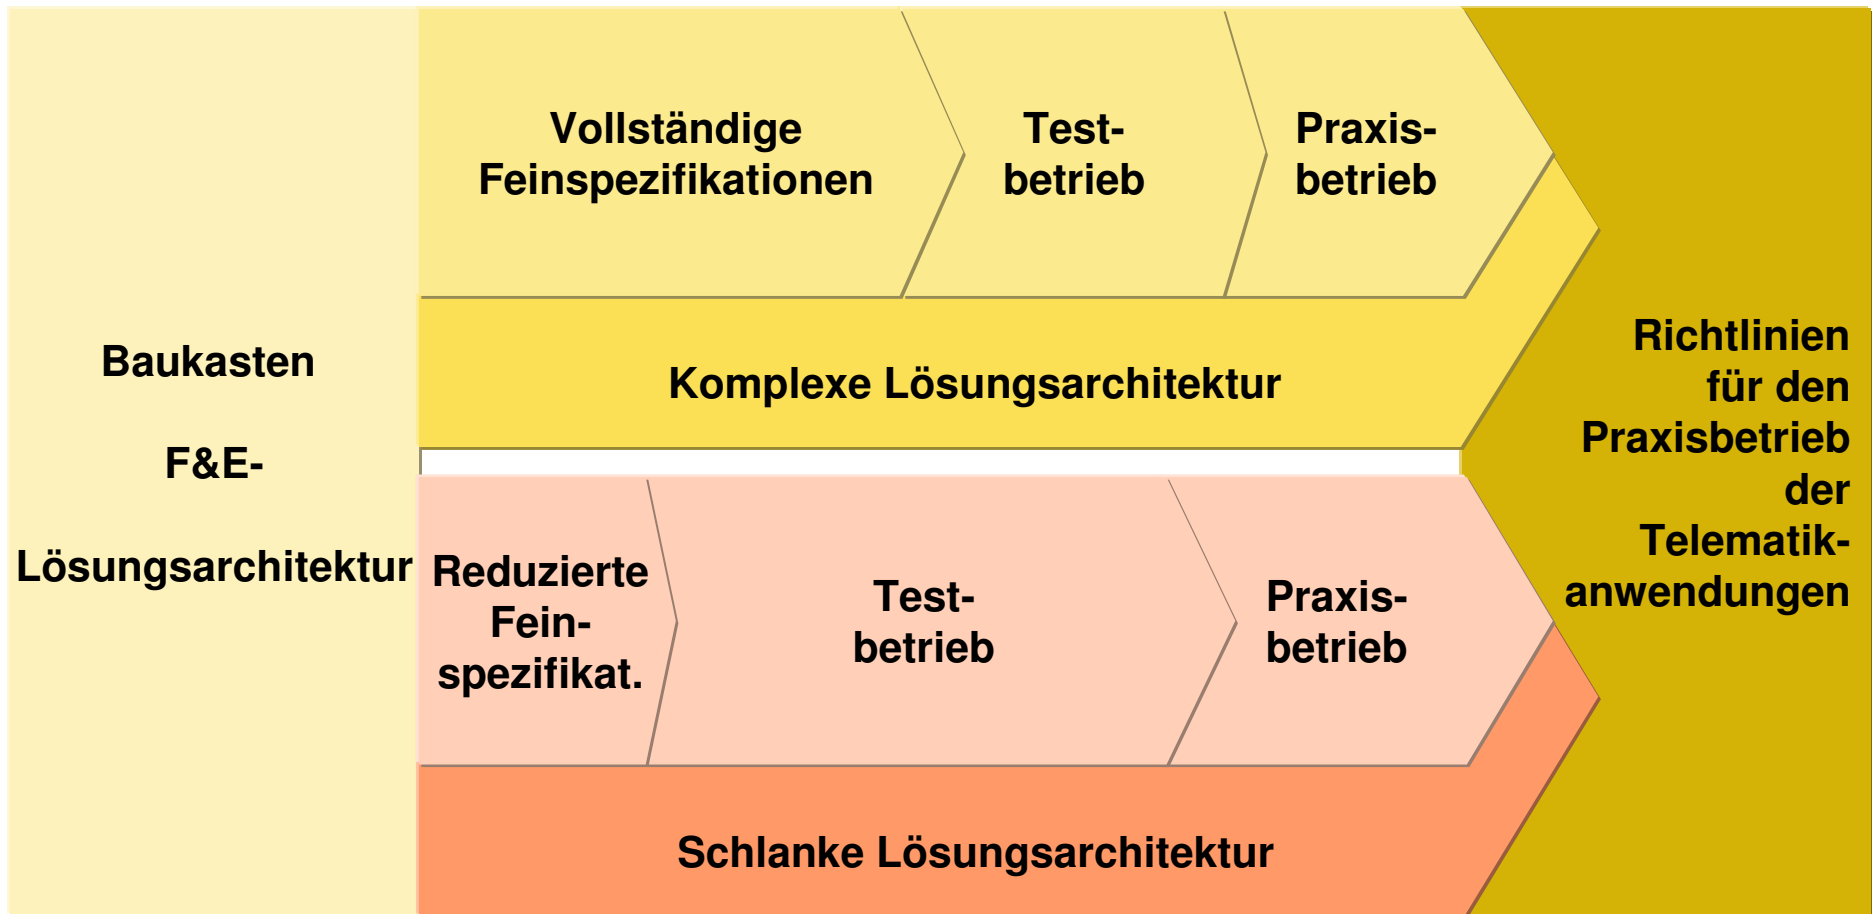 Baukasten
F&E-
Lösungsarchitektur
Vollständige
Feinspezifikationen
Test-
betrieb
Praxis-
betrieb
Komplexe Lösungsarchitektur
Reduzierte
Fein-
spezifikat.
Test-
betrieb
Praxis-
betrieb
Schlanke Lösungsarchitektur
Richtlinien
für den
Praxisbetrieb
der
Telematik-
anwendungen